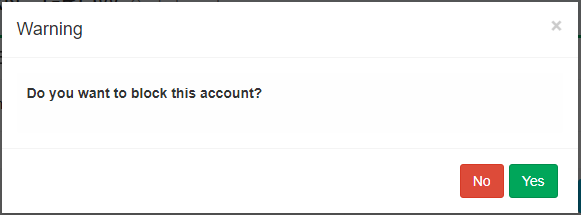 Warning
×
Do you want to block this account?
No
Yes